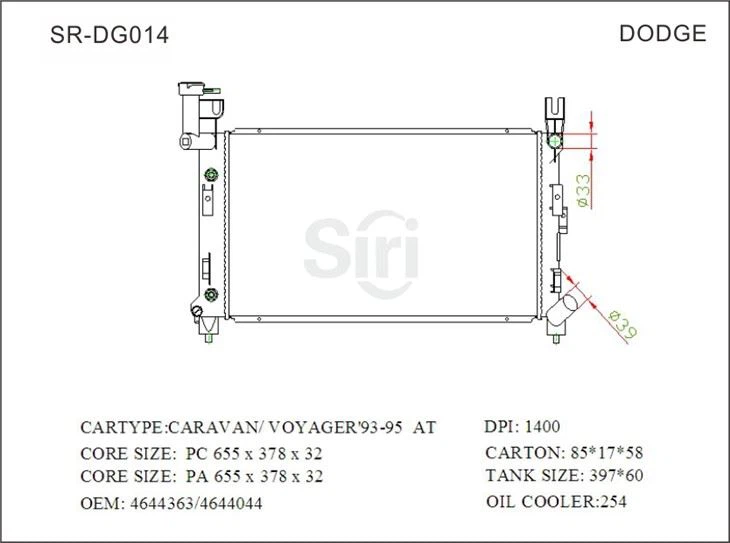 SR-DG014
DODGE
Ø33
Siri
Ø39
CARTYPE:CARAVAN/ VOYAGER'93-95 AT
DPI: 1400
CORE SIZE: PC 655 x 378 x 32
CARTON: 85*17*58
CORE SIZE: PA 655 x 378 x 32
TANK SIZE: 397*60
OEM: 4644363/4644044
OIL COOLER:254